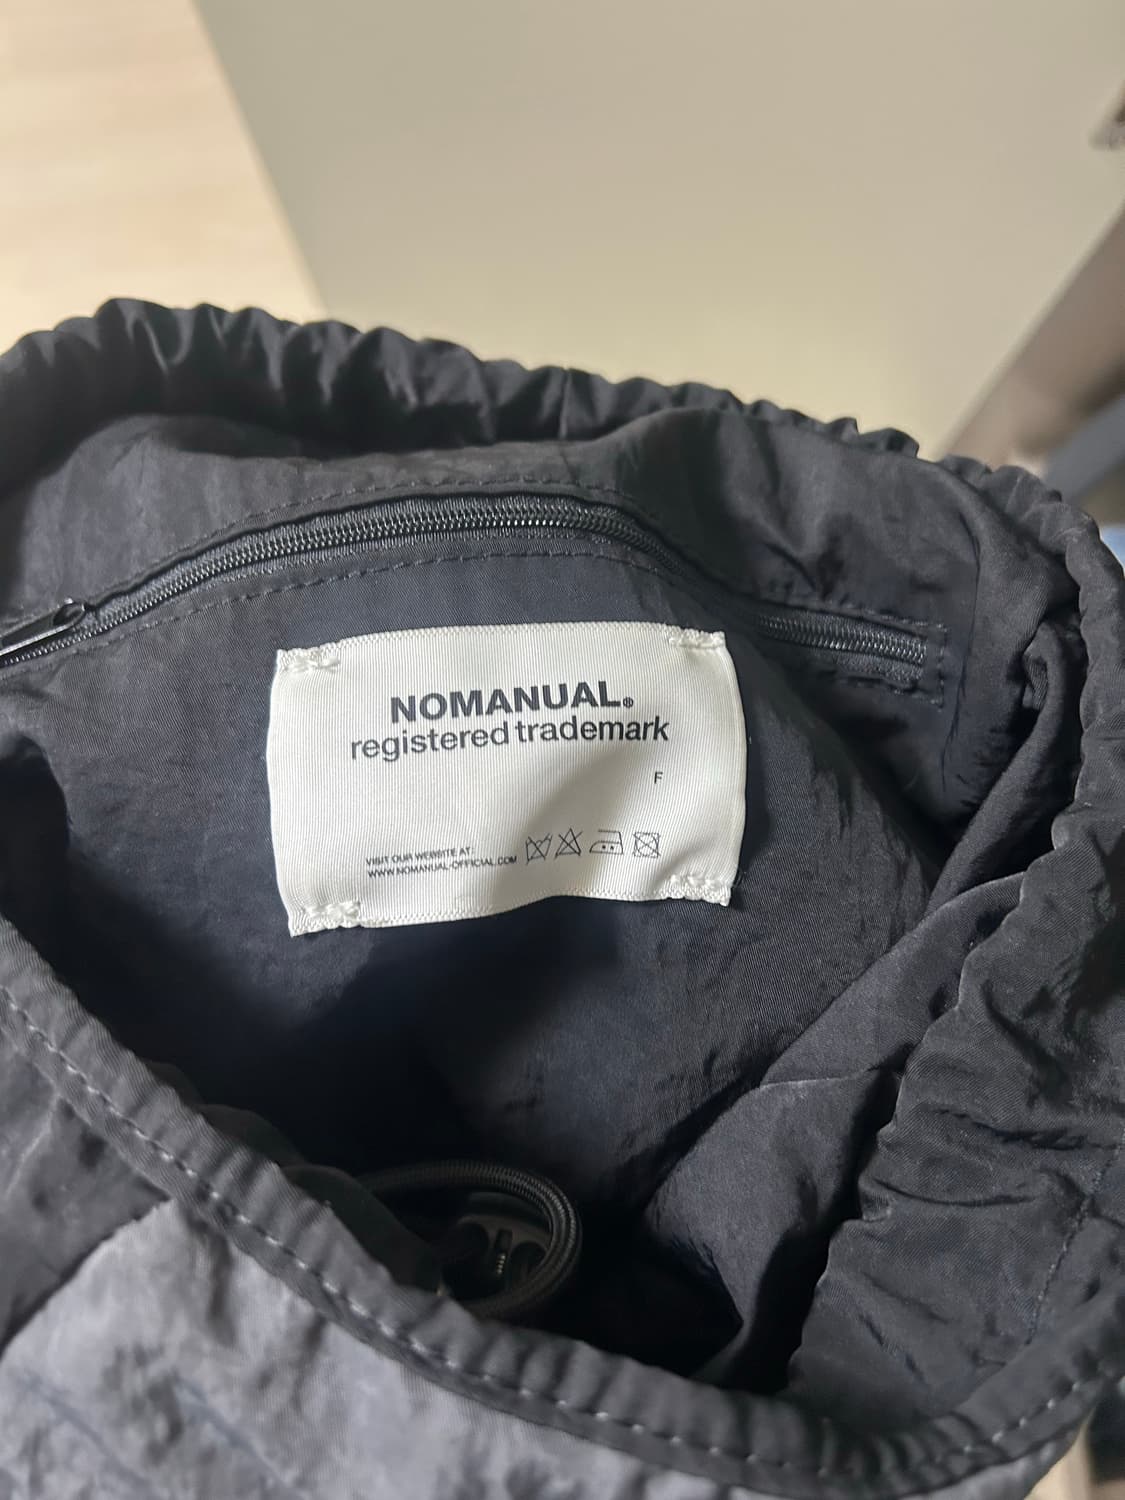 NOMANUAL®
registered trademark
F
VISIT OUR WEBSITE AT:
WWW.NOMANUAL-OFFICIAL.COM